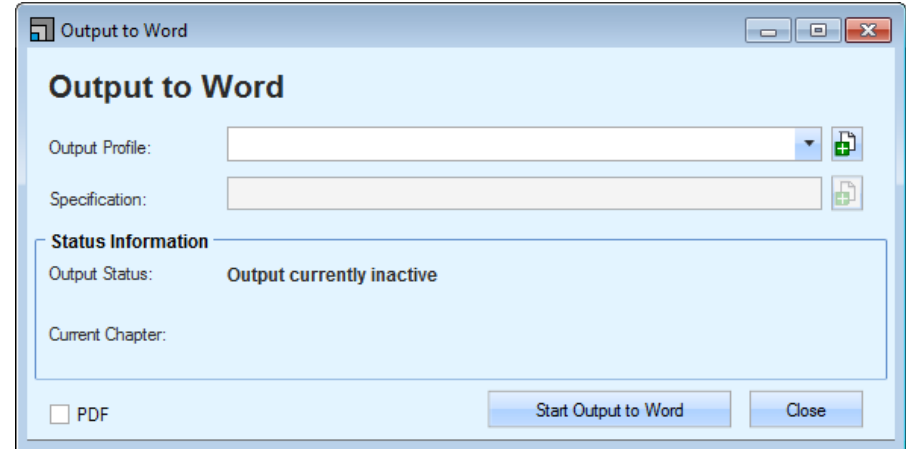 Output to Word
Output to Word
Output Profile:
Specification:
Status Information
Output Status: Output currently inactive
Current Chapter:
PDF Start Output to Word Close